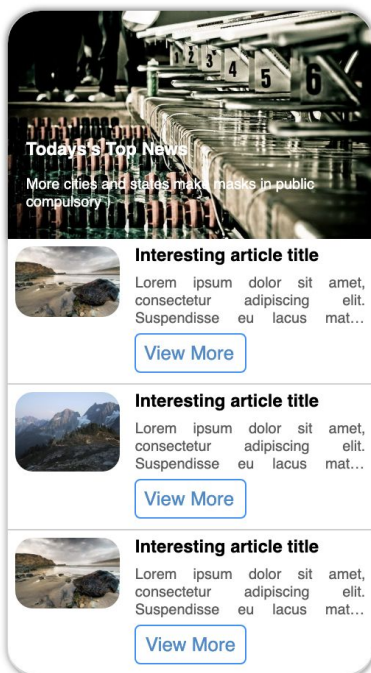 1 2 3 4 5 6
Todays's Top News
More cities and states make masks in public
compulsory
Interesting article title
Lorem ipsum dolor sit amet,
consectetur adipiscing elit.
Suspendisse eu lacus mat...
View More
Interesting article title
Lorem ipsum dolor sit amet,
consectetur adipiscing elit.
Suspendisse eu lacus mat...
View More
Interesting article title
Lorem ipsum dolor sit amet,
consectetur adipiscing elit.
Suspendisse eu lacus mat...
View More